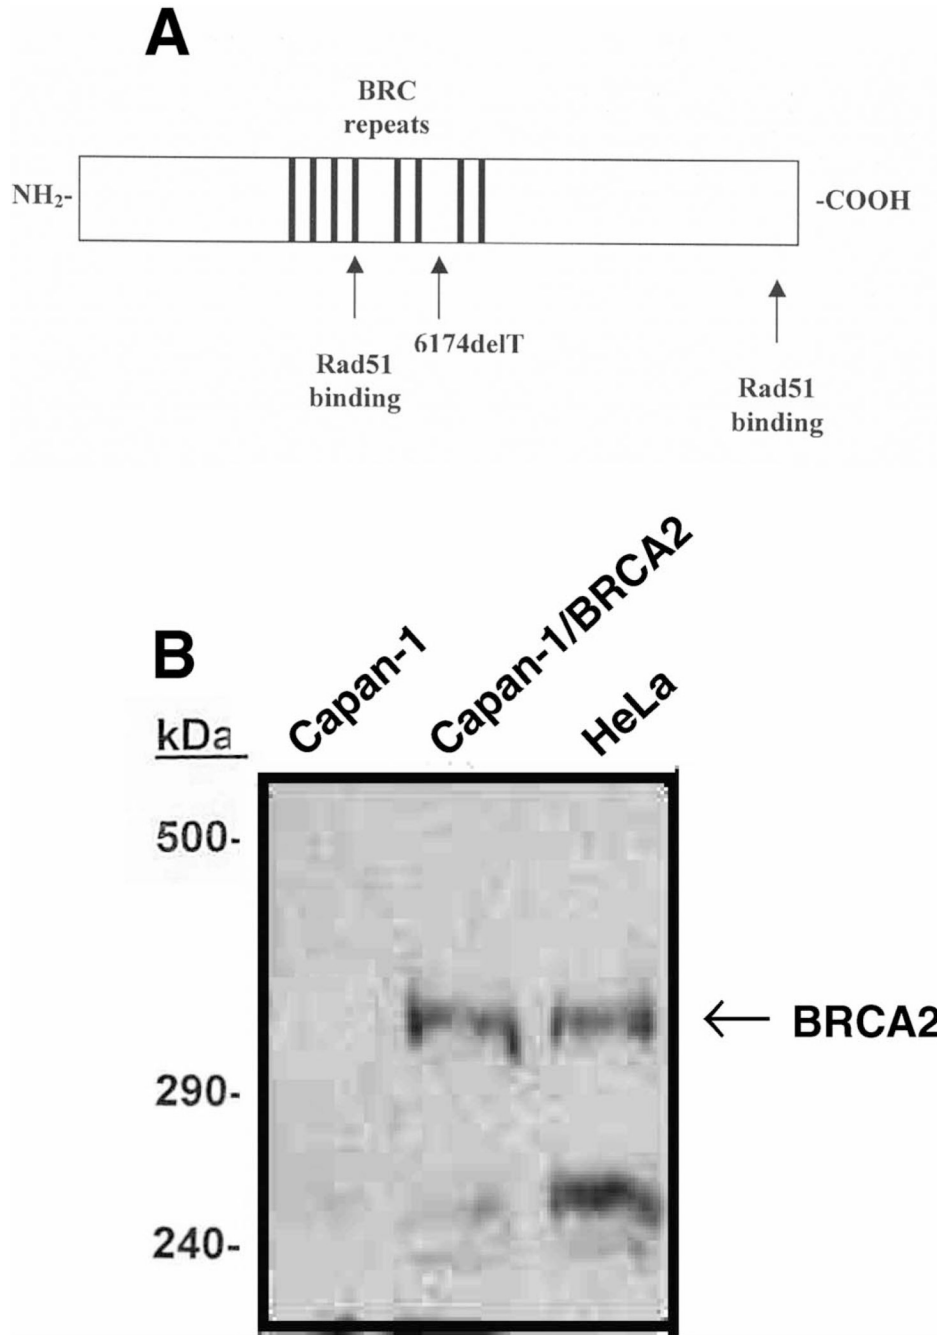 A
BRC
repeats
NH₂-
-COOH
Rad51
binding
6174delT
Rad51
binding
B
kDa
Capan-1
Capan-1/BRCA2
HeLa
500-
BRCA2
290-
240-